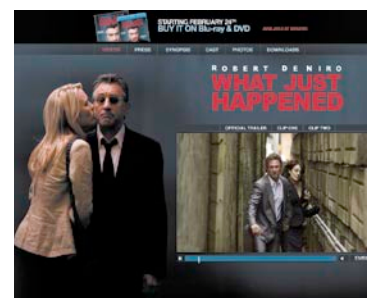 STARTING FEBRUARY 24TH
BUY IT ON Blu-ray & DVD
VIDEOS PRESS SYNOPSIS CAST PHOTOS DOWNLOADS
ROBERT DE NIRO
WHAT JUST
HAPPENED
OFFICIAL TRAILER CLIP ONE CLIP TWO